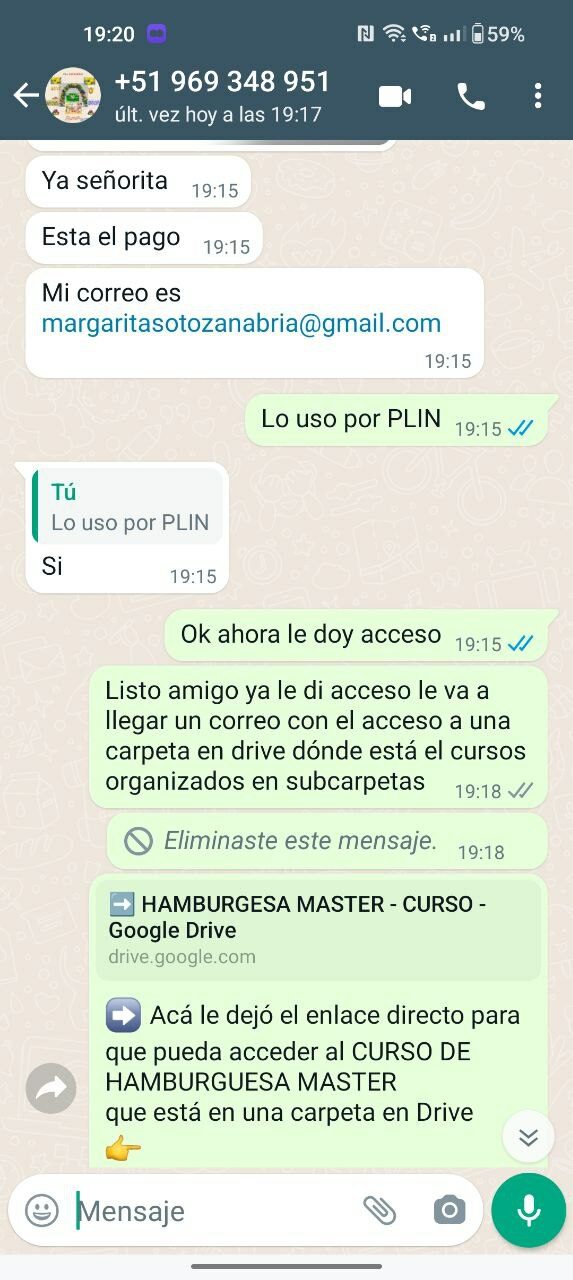 19:20
59%
+51 969 348 951
últ. vez hoy a las 19:17
Ya señorita 19:15
Esta el pago 19:15
Mi correo es
margaritasotozanabria@gmail.com
19:15
Lo uso por PLIN 19:15
Tú
Lo uso por PLIN
Si 19:15
Ok ahora le doy acceso 19:15
Listo amigo ya le di acceso le va a
llegar un correo con el acceso a una
carpeta en drive dónde está el cursos
organizados en subcarpetas 19:18
Eliminaste este mensaje. 19:18
➡️ HAMBURGESA MASTER - CURSO -
Google Drive
drive.google.com
➡️ Acá le dejó el enlace directo para
que pueda acceder al CURSO DE
HAMBURGUESA MASTER
que está en una carpeta en Drive
👉
Mensaje